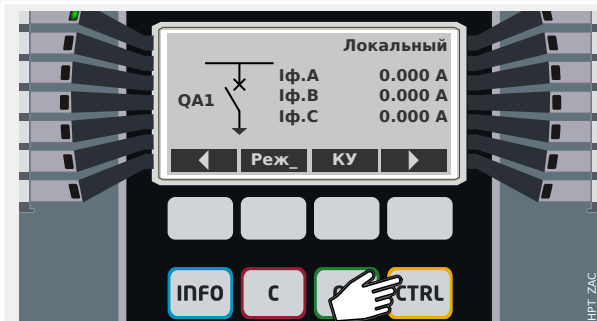 Локальный
QA1
Iф.A 0.000 A
Iф.B 0.000 A
Iф.C 0.000 A
Реж_ КУ
INFO C CTRL
HPT ZAC